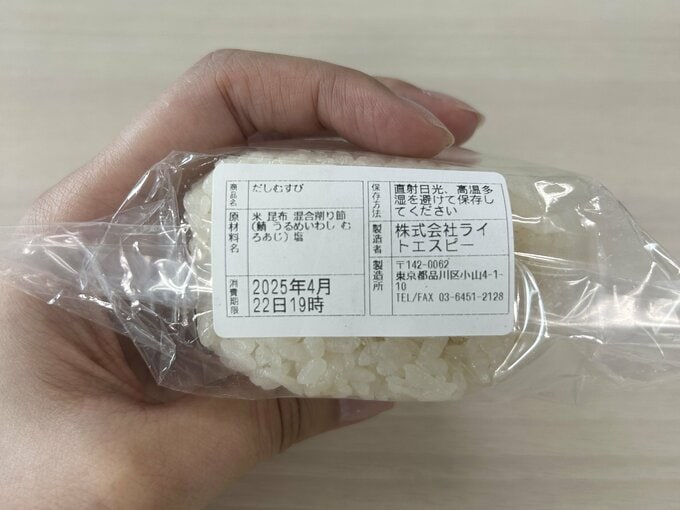 商品名
だしむすび
原材料名
米 昆布 混合削り節
(鯖 うるめいわし む
ろあじ) 塩
消費期限
2025年4月
22日19時
保存方法
直射日光、高温多
湿を避けて保存し
てください
製造者
株式会社ライ
トエスピー
製造所
〒142-0062
東京都品川区小山4-1-
10
TEL/FAX 03-6451-2128